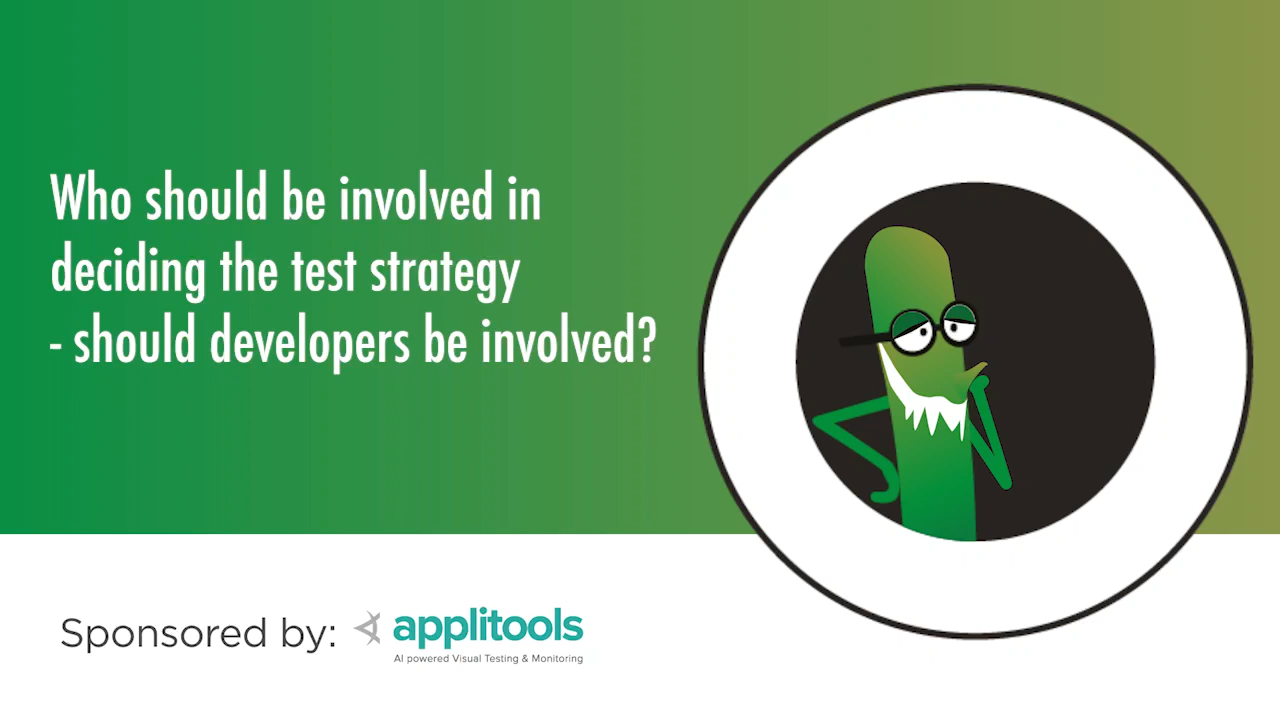 Who should be involved in
deciding the test strategy
- should developers be involved?
Sponsored by: applitools
AI powered Visual Testing & Monitoring